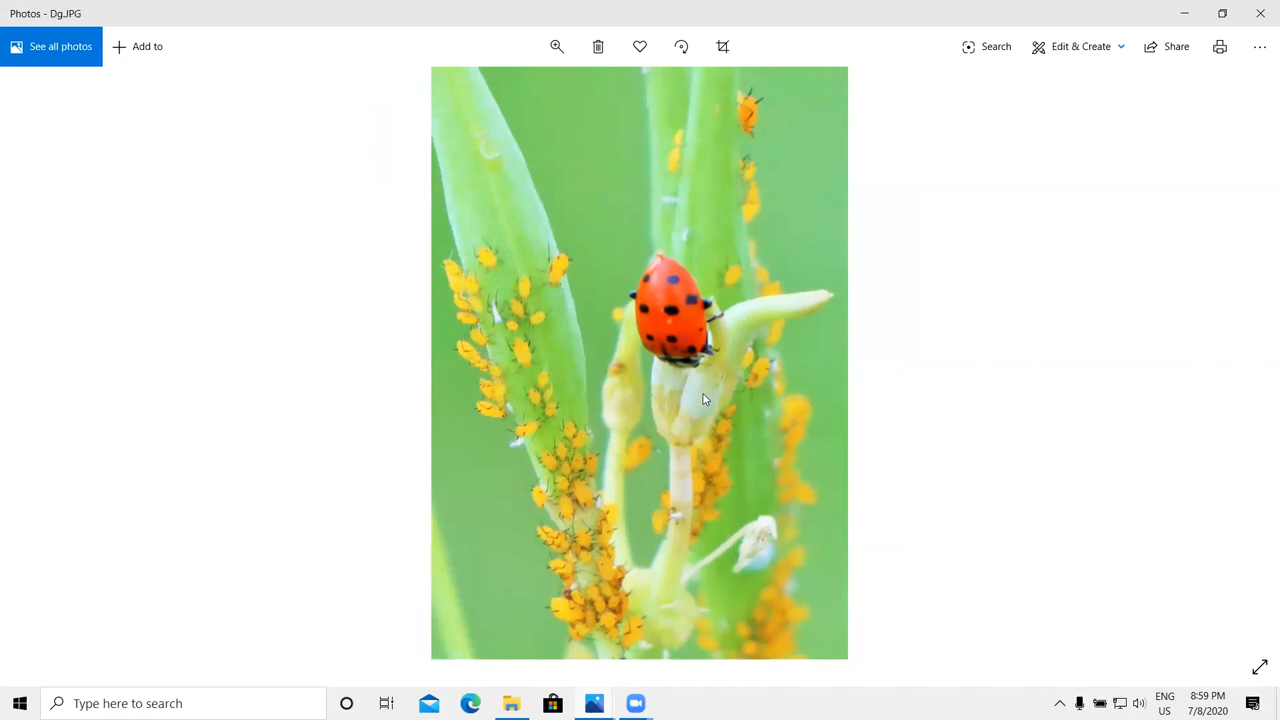 Photos - Dg.JPG
See all photos
Add to
Search
Edit & Create
Share
Type here to search
ENG
US
8:59 PM
7/8/2020